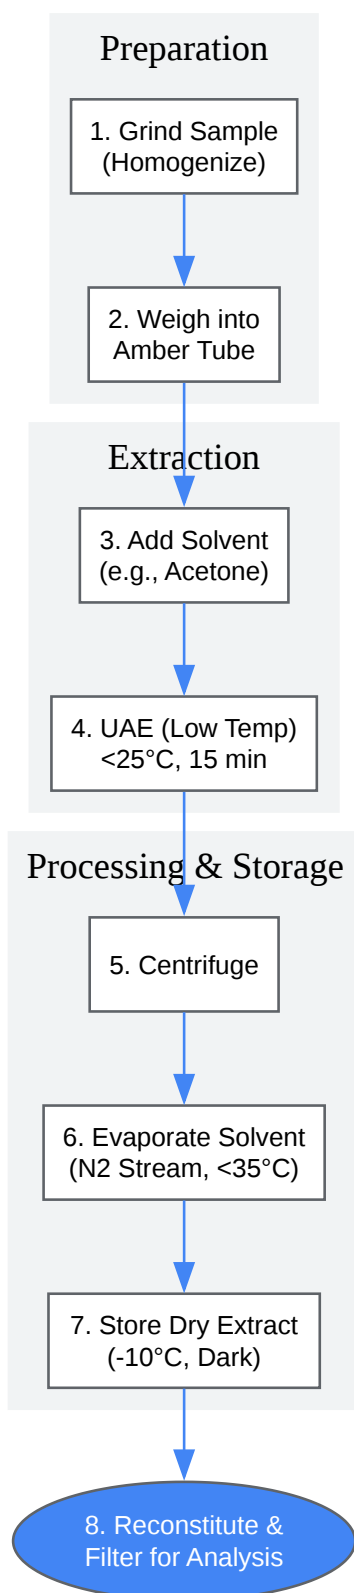 Preparation
1. Grind Sample
(Homogenize)
2. Weigh into
Amber Tube
Extraction
3. Add Solvent
(e.g., Acetone)
4. UAE (Low Temp)
<25°C, 15 min
Processing & Storage
5. Centrifuge
6. Evaporate Solvent
(N2 Stream, <35°C)
7. Store Dry Extract
(-10°C, Dark)
8. Reconstitute &
Filter for Analysis